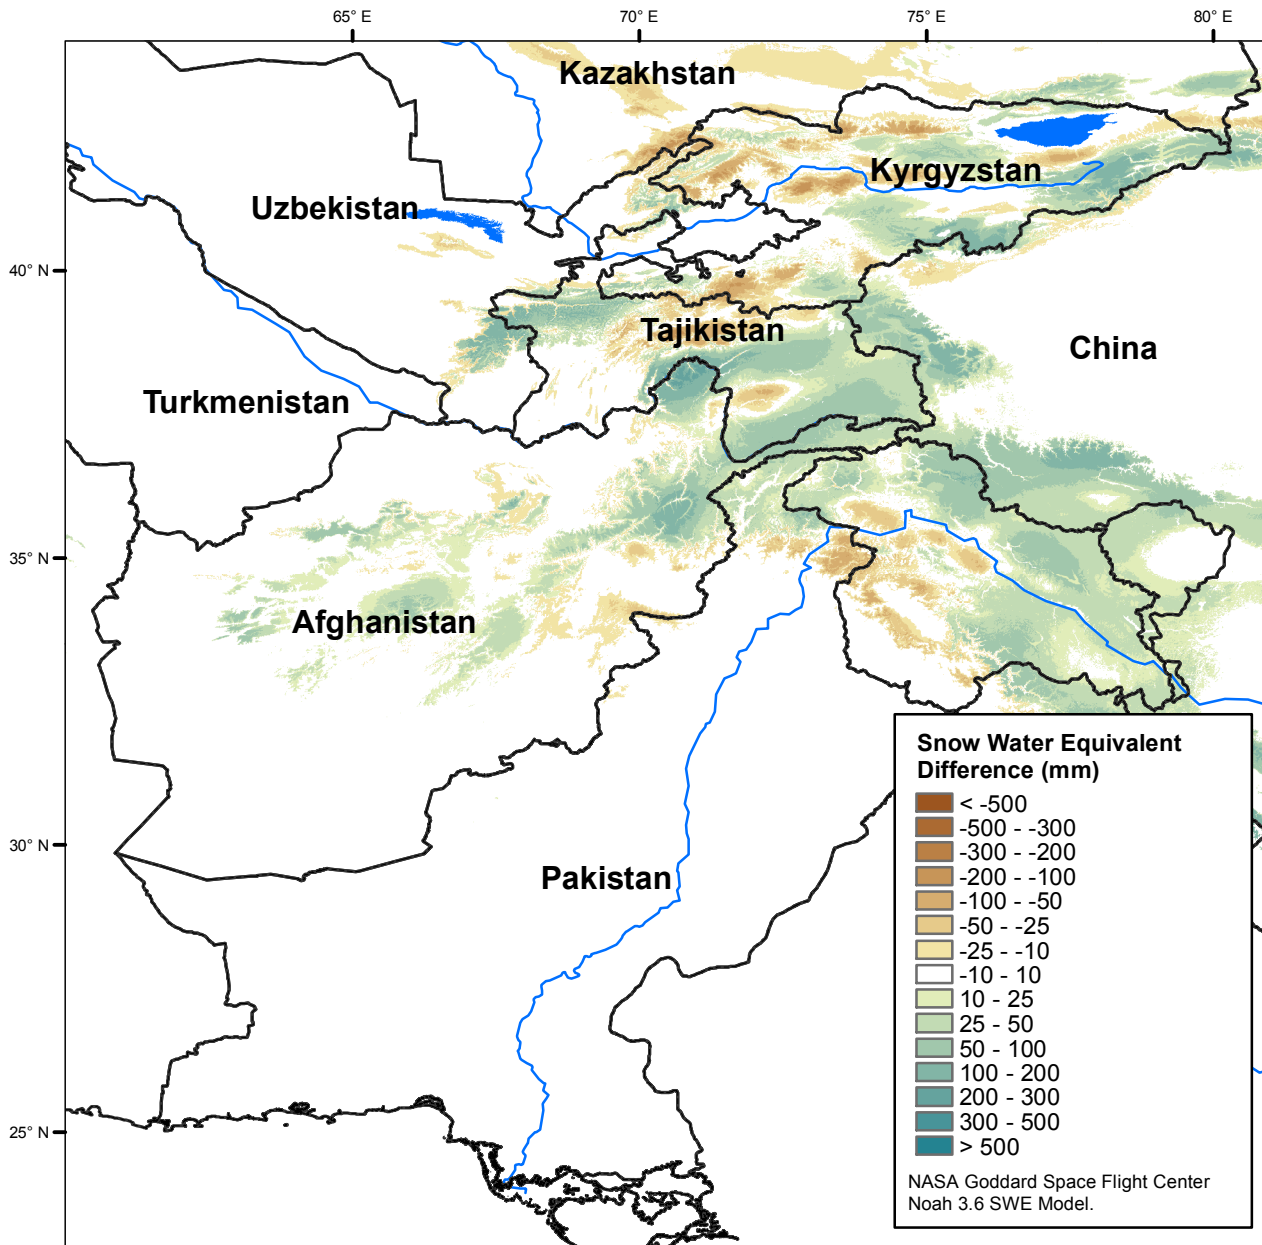 65° E
70° E
75° E
80° E
Kazakhstan
Kyrgyzstan
Uzbekistan
40° N
Tajikistan
China
Turkmenistan
35° N
Afghanistan
Snow Water Equivalent
Difference (mm)
< -500
-500 - -300
-300 - -200
-200 - -100
-100 - -50
-50 - -25
-25 - -10
-10 - 10
10 - 25
25 - 50
50 - 100
100 - 200
200 - 300
300 - 500
> 500
NASA Goddard Space Flight Center
Noah 3.6 SWE Model.
30° N
Pakistan
25° N